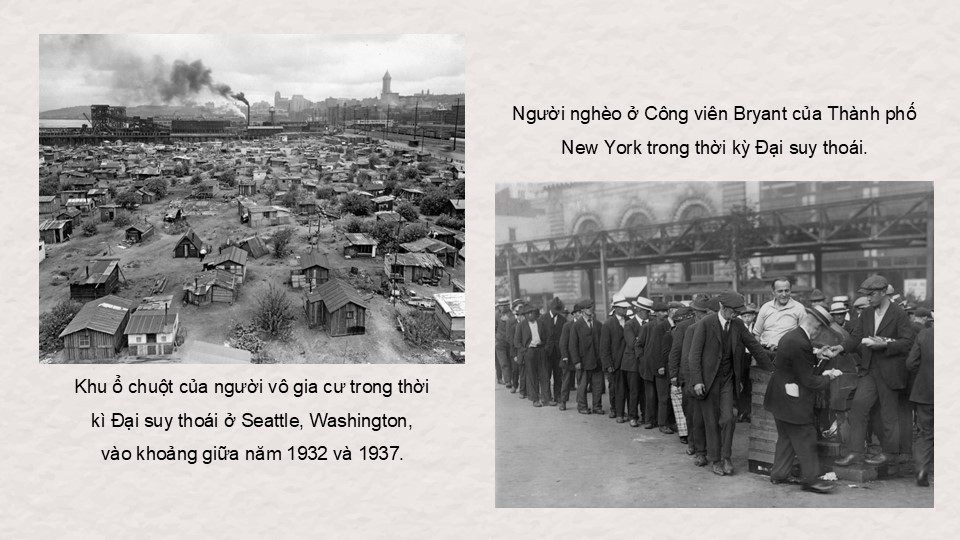 Người nghèo ở Công viên Bryant của Thành phố
New York trong thời kỳ Đại suy thoái.
Khu ổ chuột của người vô gia cư trong thời
kì Đại suy thoái ở Seattle, Washington,
vào khoảng giữa năm 1932 và 1937.